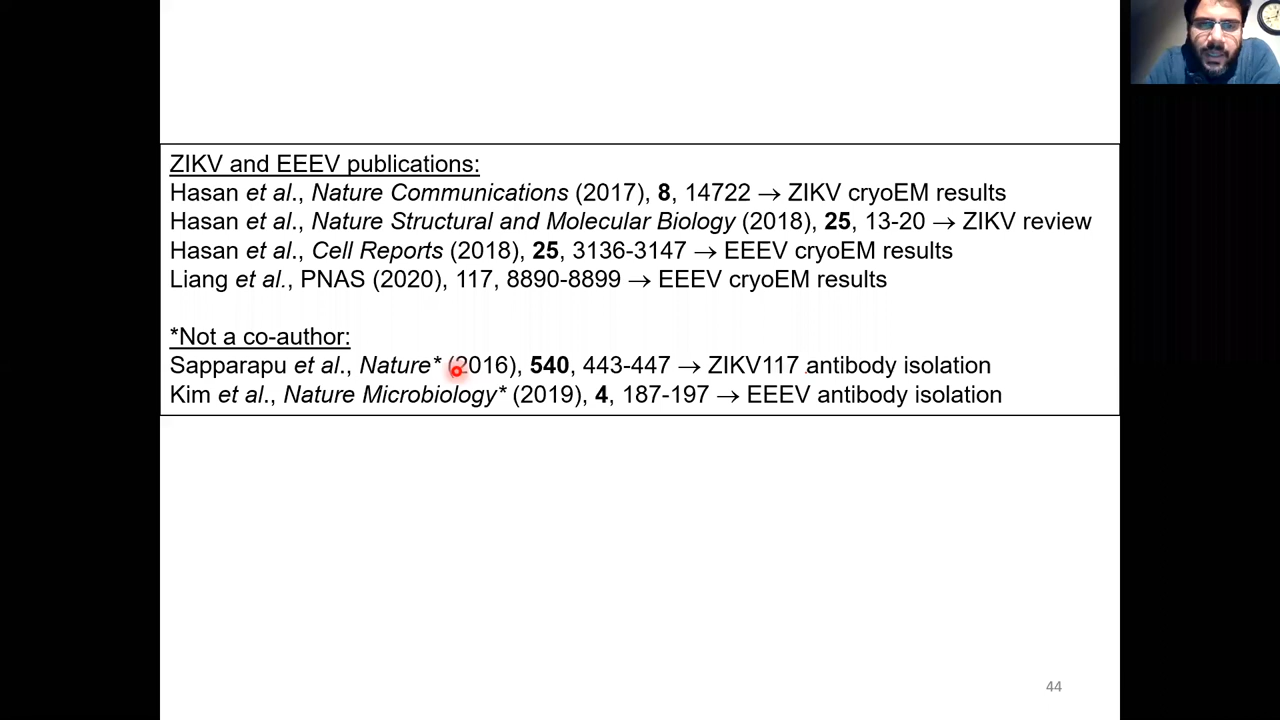 ZIKV and EEEV publications:
Hasan et al., Nature Communications (2017), 8, 14722 → ZIKV cryoEM results
Hasan et al., Nature Structural and Molecular Biology (2018), 25, 13-20 → ZIKV review
Hasan et al., Cell Reports (2018), 25, 3136-3147 → EEEV cryoEM results
Liang et al., PNAS (2020), 117, 8890-8899 → EEEV cryoEM results
*Not a co-author:
Sapparapu et al., Nature* (2016), 540, 443-447 → ZIKV117 antibody isolation
Kim et al., Nature Microbiology* (2019), 4, 187-197 → EEEV antibody isolation
44